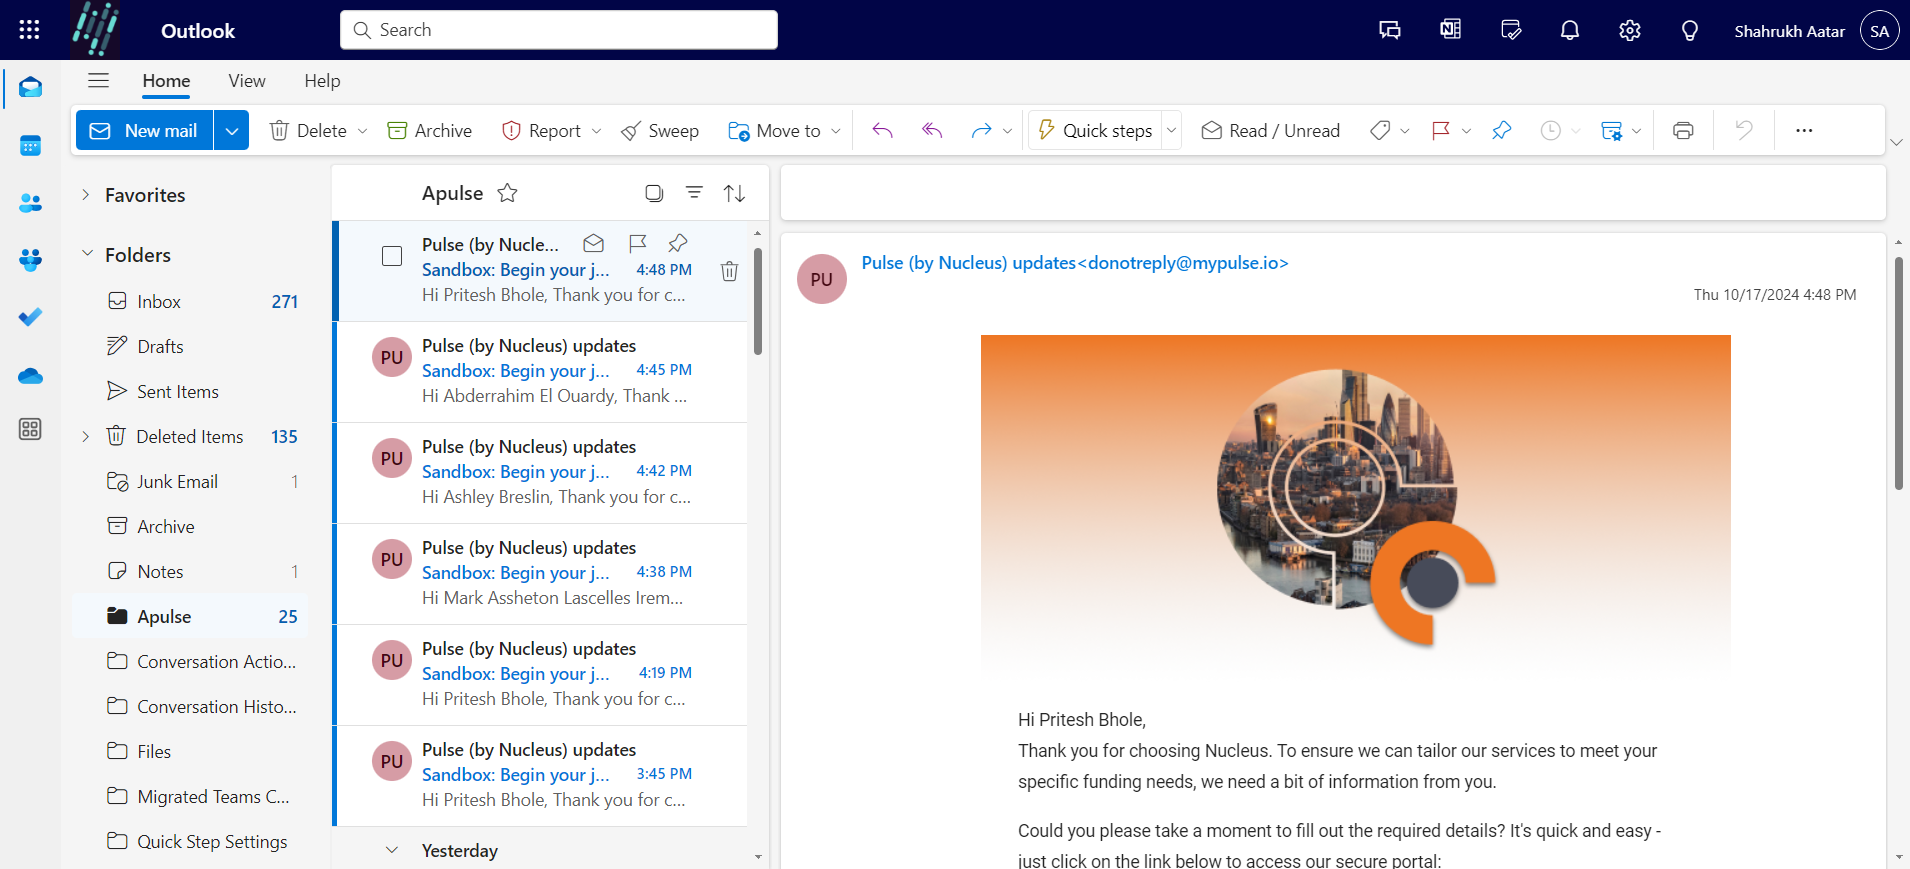 Outlook
Search
Shahrukh Aatar
SA
Home
View
Help
New mail
Delete
Archive
Report
Sweep
Move to
Quick steps
Read / Unread
Favorites
Folders
Inbox 271
Drafts
Sent Items
Deleted Items 135
Junk Email 1
Archive
Notes 1
Apulse 25
Conversation Actio...
Conversation Histo...
Files
Migrated Teams C...
Quick Step Settings
Apulse
Pulse (by Nucle...
Sandbox: Begin your j... 4:48 PM
Hi Pritesh Bhole, Thank you for c...
PU
Pulse (by Nucleus) updates
Sandbox: Begin your j... 4:45 PM
Hi Abderrahim El Ouardy, Thank ...
PU
Pulse (by Nucleus) updates
Sandbox: Begin your j... 4:42 PM
Hi Ashley Breslin, Thank you for c...
PU
Pulse (by Nucleus) updates
Sandbox: Begin your j... 4:38 PM
Hi Mark Assheton Lascelles Irem...
PU
Pulse (by Nucleus) updates
Sandbox: Begin your j... 4:19 PM
Hi Pritesh Bhole, Thank you for c...
PU
Pulse (by Nucleus) updates
Sandbox: Begin your j... 3:45 PM
Hi Pritesh Bhole, Thank you for c...
Yesterday
PU
Pulse (by Nucleus) updates<donotreply@mypulse.io>
Thu 10/17/2024 4:48 PM
Hi Pritesh Bhole,
Thank you for choosing Nucleus. To ensure we can tailor our services to meet your
specific funding needs, we need a bit of information from you.
Could you please take a moment to fill out the required details? It's quick and easy -
just click on the link below to access our secure portal: